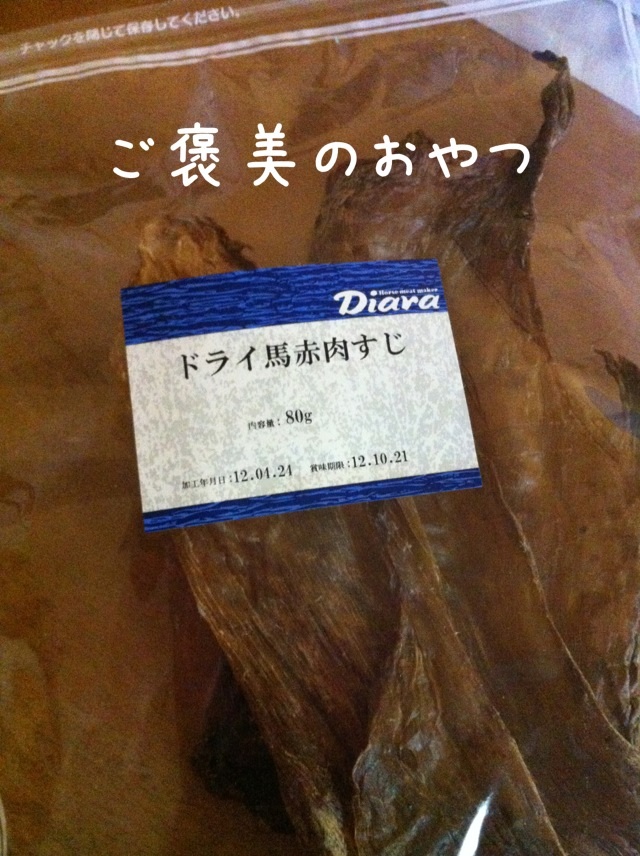 チャックを閉じて保存してください。
ご褒美のおやつ
Horse meat maker
Diara
ドライ馬赤肉すじ
内容量：80g
加工年月日：12.04.24 賞味期限：12.10.21